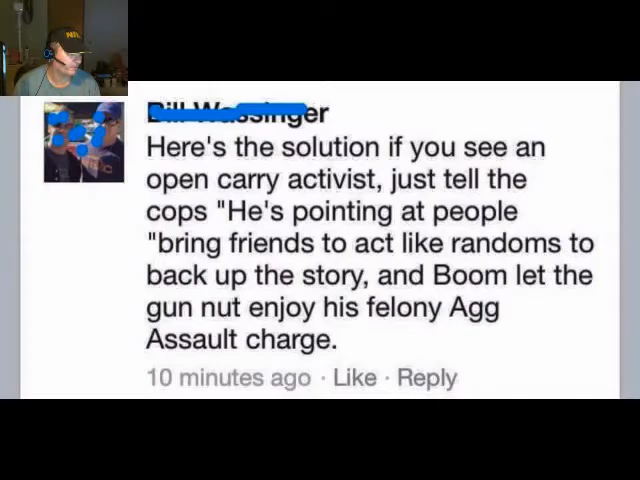 Here's the solution if you see an
open carry activist, just tell the
cops "He's pointing at people
"bring friends to act like randoms to
back up the story, and Boom let the
gun nut enjoy his felony Agg
Assault charge.
10 minutes ago · Like · Reply